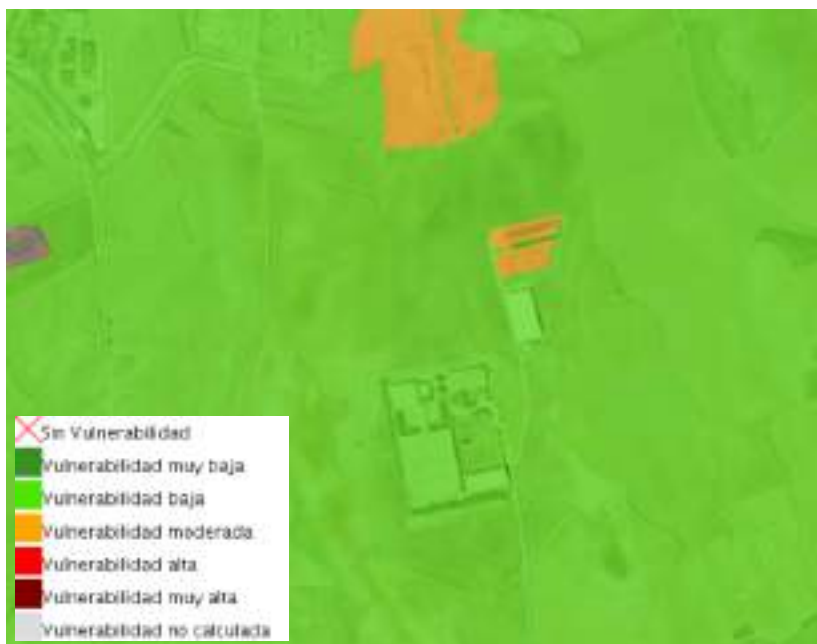 Sin Vulnerabilidad
Vulnerabilidad muy baja
Vulnerabilidad baja
Vulnerabilidad moderada
Vulnerabilidad alta
Vulnerabilidad muy alta
Vulnerabilidad no calculada